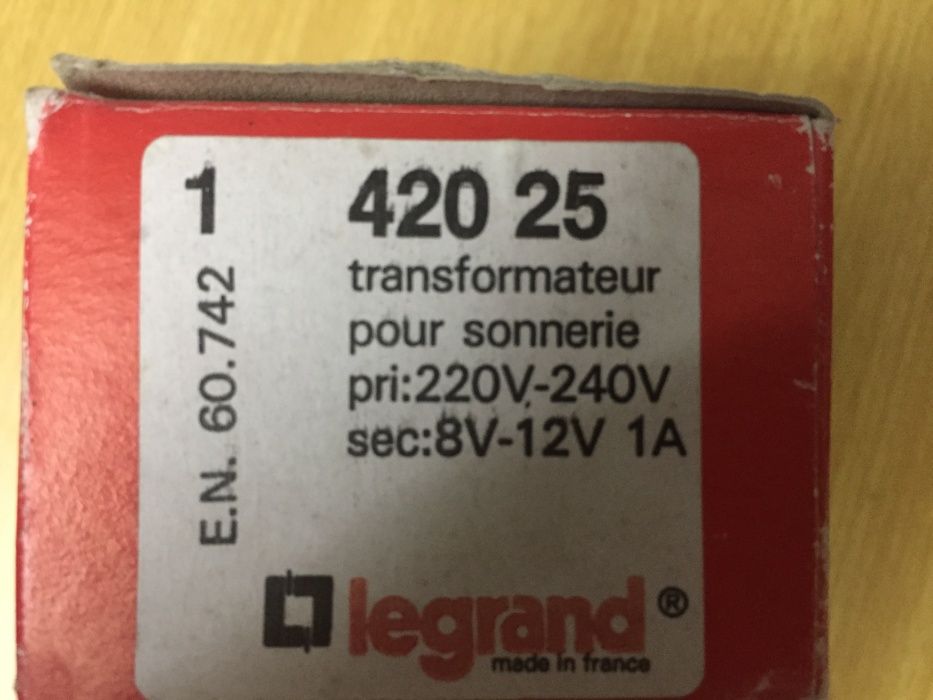 1
420 25
transformateur
pour sonnerie
pri:220V-240V
sec:8V-12V 1A
E.N. 60.742
legrand®
made in france